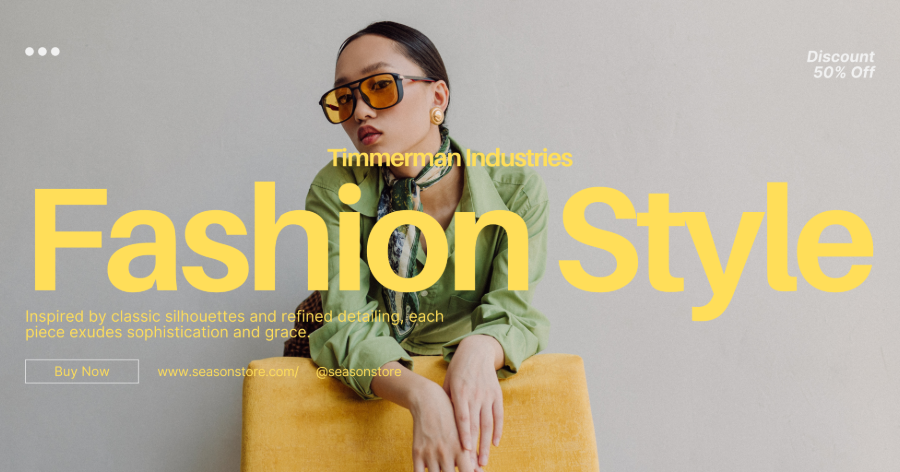 Discount
50% Off
Timmerman Industries
Fashion Style
Inspired by classic silhouettes and refined detailing, each
piece exudes sophistication and grace.
Buy Now
www.seasonstore.com/
@seasonstore